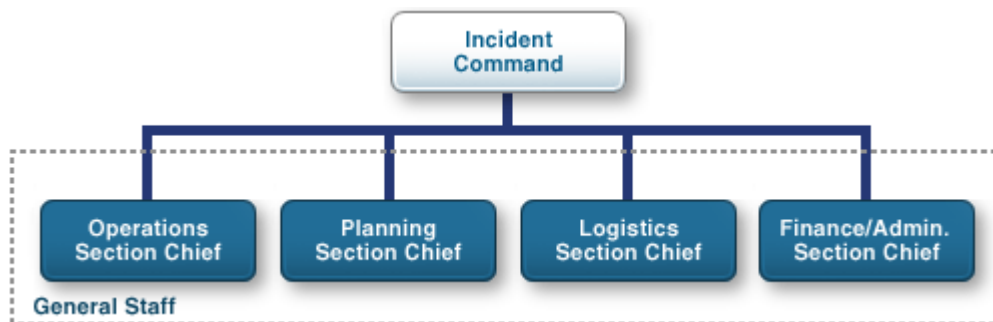 Incident
Command
Operations
Section Chief
Planning
Section Chief
Logistics
Section Chief
Finance/Admin.
Section Chief
General Staff